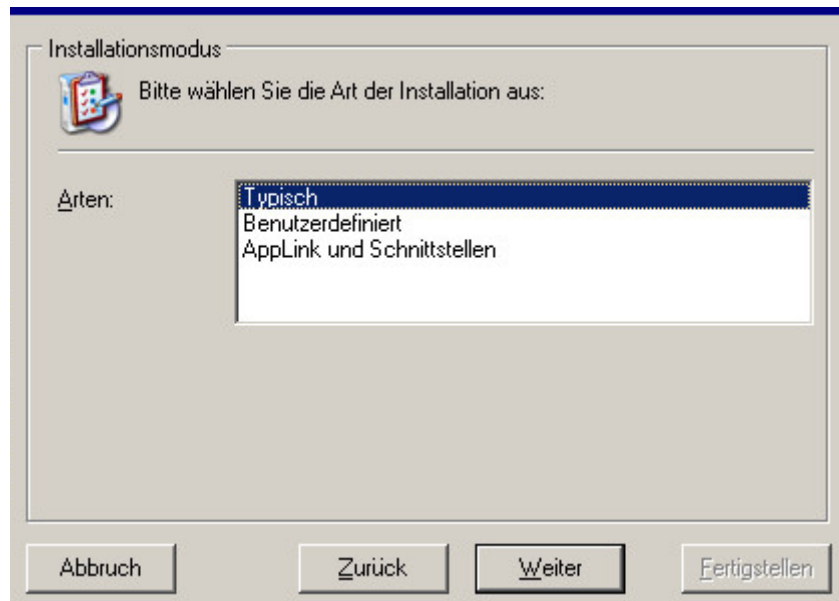 Installationsmodus
Bitte wählen Sie die Art der Installation aus:
Arten:
Typisch
Benutzerdefiniert
AppLink und Schnittstellen
Abbruch
Zurück
Weiter
Fertigstellen